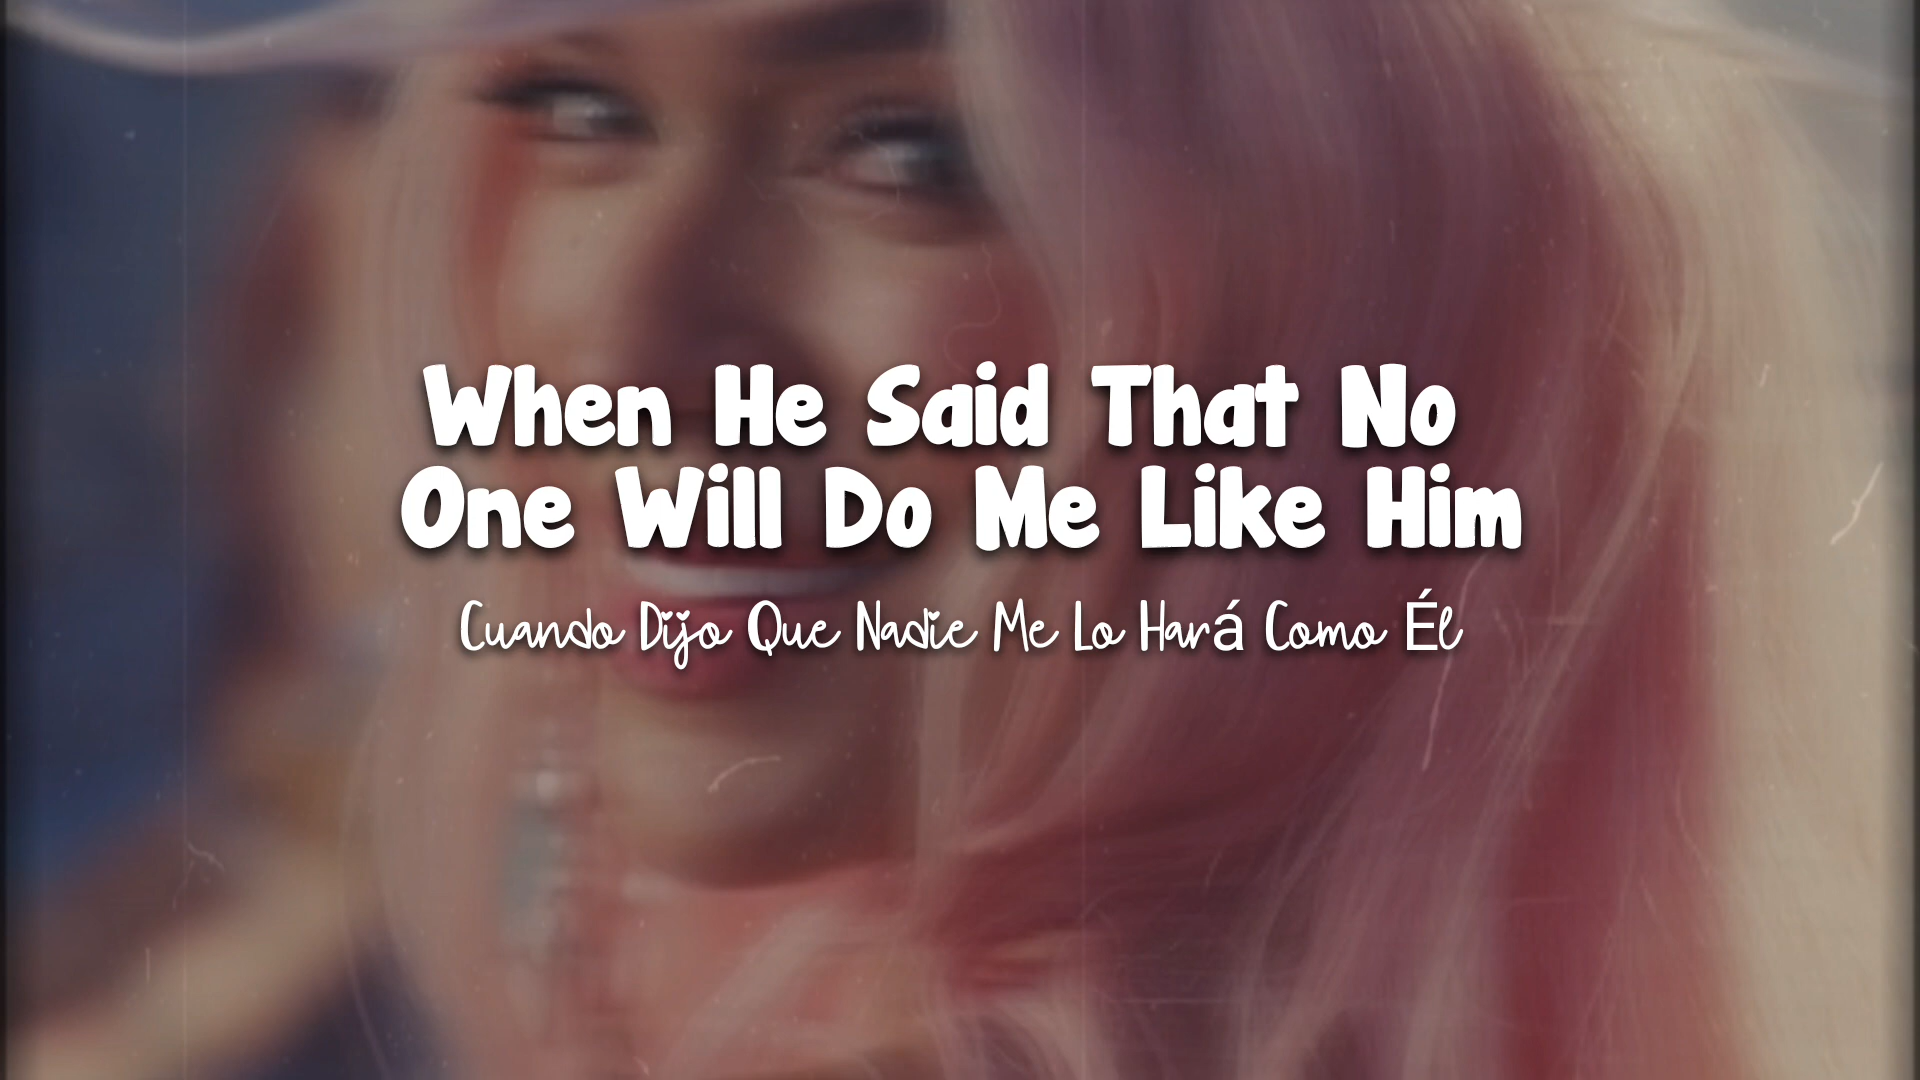 When He Said That No
One Will Do Me Like Him
Cuando Dijo Que Nadie Me Lo Hará Como Él